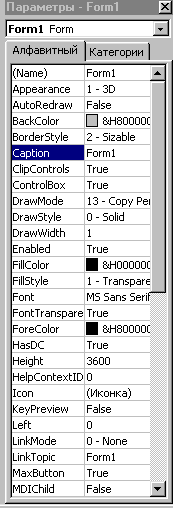 Параметры - Form1
Form1 Form
Алфавитный Категории
(Name) Form1
Appearance 1 - 3D
AutoRedraw False
BackColor &H800000
BorderStyle 2 - Sizable
Caption Form1
ClipControls True
ControlBox True
DrawMode 13 - Copy Pe
DrawStyle 0 - Solid
DrawWidth 1
Enabled True
FillColor &H000000
FillStyle 1 - Transpare
Font MS Sans Serif
FontTranspare True
ForeColor &H800000
HasDC True
Height 3600
HelpContextID 0
Icon (Иконка)
KeyPreview False
Left 0
LinkMode 0 - None
LinkTopic Form1
MaxButton True
MDIChild False